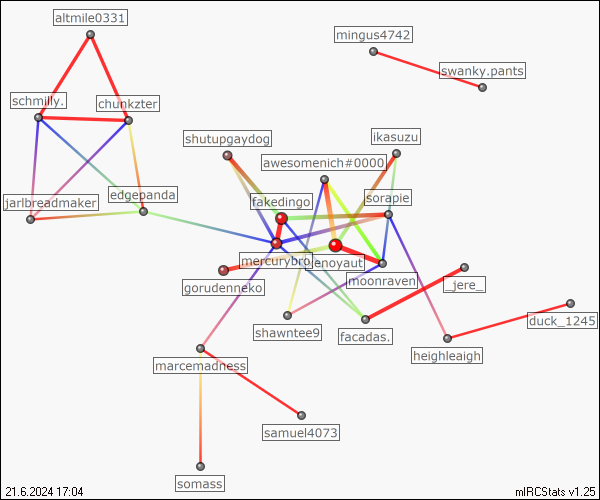 altmile0331
mingus4742
swanky.pants
schmilly.
chunkzter
shutupgaydog
ikasuzu
awesomenich#0000
jarlbreadmaker
edgepanda
fakedingo
sorapie
mercurybro
jenoyaut
moonraven
gorudenneko
_jere_
shawntee9
facadas.
duck_1245
heighleaigh
marcemadness
samuel4073
somass
21.6.2024 17:04
mIRCStats v1.25